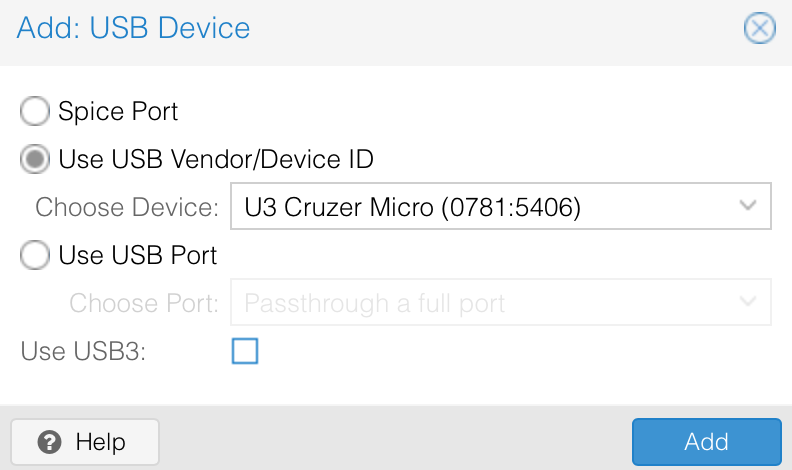 Add: USB Device
Spice Port
Use USB Vendor/Device ID
Choose Device: U3 Cruzer Micro (0781:5406)
Use USB Port
Choose Port: Passthrough a full port
Use USB3:
? Help Add